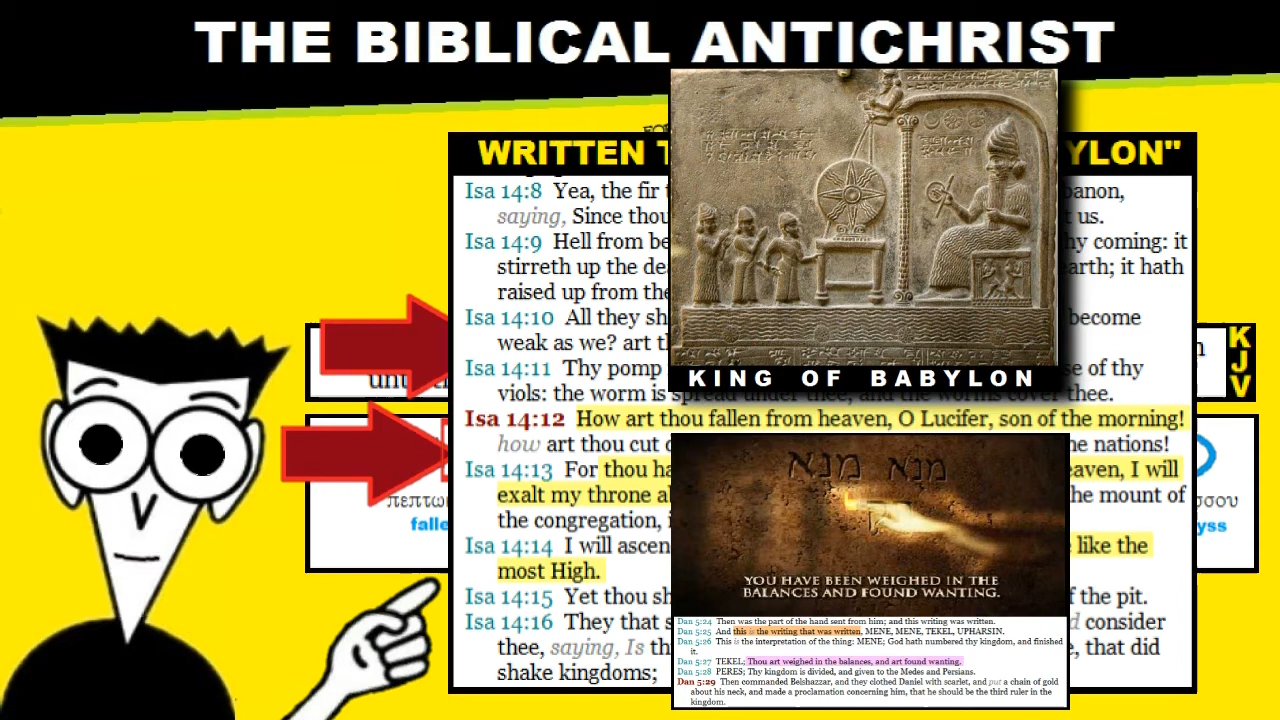 THE BIBLICAL ANTICHRIST
FOR
WRITTEN T YLON"
Isa 14:8 Yea, the fir banon,
saying, Since thou t us.
Isa 14:9 Hell from be hy coming: it
stirreth up the de earth; it hath
raised up from the
Isa 14:10 All they sh become
weak as we? art t
Isa 14:11 Thy pomp se of thy
viols: the worm is spread under thee, and the worms cover thee.
Isa 14:12 How art thou fallen from heaven, O Lucifer, son of the morning!
how art thou cut he nations!
Isa 14:13 For thou ha eaven, I will
exalt my throne a he mount of
the congregation, i
Isa 14:14 I will ascen like the
most High.
Isa 14:15 Yet thou sh f the pit.
Isa 14:16 They that s consider
thee, saying, Is th e, that did
shake kingdoms;
KING OF BABYLON
מנא מנא
YOU HAVE BEEN WEIGHED IN THE
BALANCES AND FOUND WANTING.
Dan 5:24 Then was the part of the hand sent from him; and this writing was written.
Dan 5:25 And this is the writing that was written, MENE, MENE, TEKEL, UPHARSIN.
Dan 5:26 This is the interpretation of the thing: MENE; God hath numbered thy kingdom, and finished
it.
Dan 5:27 TEKEL; Thou art weighed in the balances, and art found wanting.
Dan 5:28 PERES; Thy kingdom is divided, and given to the Medes and Persians.
Dan 5:29 Then commanded Belshazzar, and they clothed Daniel with scarlet, and put a chain of gold
about his neck, and made a proclamation concerning him, that he should be the third ruler in the
kingdom.
KJV
unt
πεπτω
falle
σσου
yss